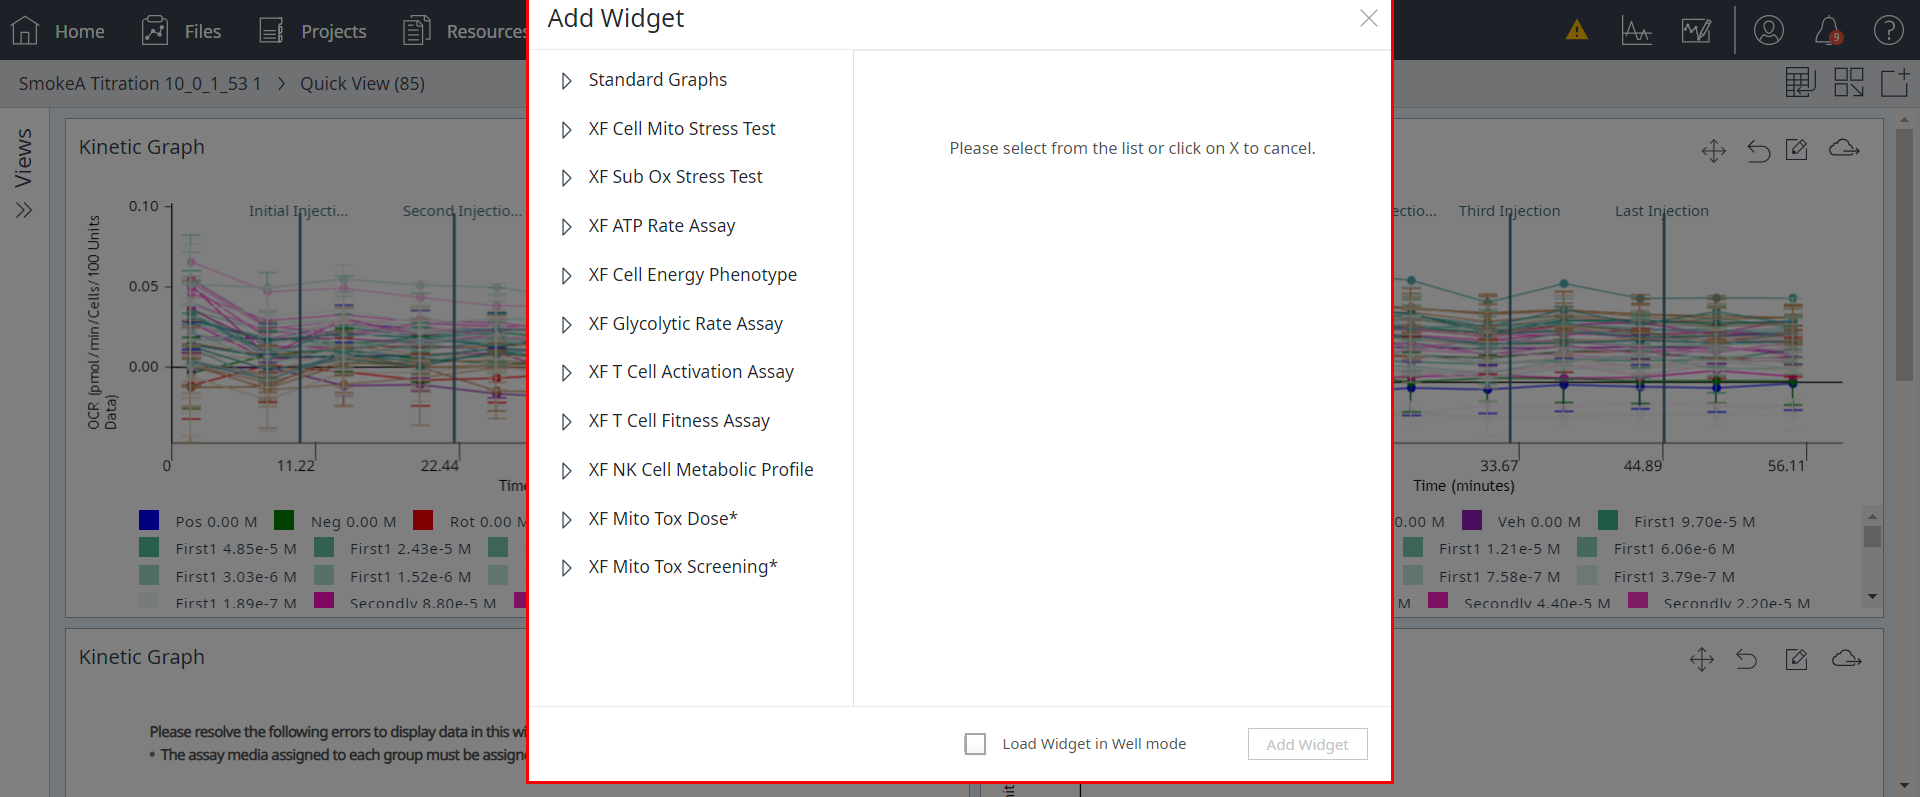 Home
Files
Projects
Resources
Add Widget
9
SmokeA Titration 10_0_1_53 1
Quick View (85)
Views
Kinetic Graph
OCR (pmol/min/Cells/100 Units Data)
0.10
0.05
0.00
Initial Injecti...
Second Injectio...
0
11.22
22.44
Pos 0.00 M
Neg 0.00 M
Rot 0.00 M
First1 4.85e-5 M
First1 2.43e-5 M
First1 3.03e-6 M
First1 1.52e-6 M
First1 1.89e-7 M
Secondly 8.80e-5 M
Standard Graphs
XF Cell Mito Stress Test
XF Sub Ox Stress Test
XF ATP Rate Assay
XF Cell Energy Phenotype
XF Glycolytic Rate Assay
XF T Cell Activation Assay
XF T Cell Fitness Assay
XF NK Cell Metabolic Profile
XF Mito Tox Dose*
XF Mito Tox Screening*
Please select from the list or click on X to cancel.
Load Widget in Well mode
Add Widget
Third Injection
Last Injection
33.67
44.89
56.11
Time (minutes)
0.00 M
Veh 0.00 M
First1 9.70e-5 M
First1 1.21e-5 M
First1 6.06e-6 M
First1 7.58e-7 M
First1 3.79e-7 M
M
Secondly 4.40e-5 M
Secondly 2.20e-5 M
Kinetic Graph
Please resolve the following errors to display data in this
The assay media assigned to each group must be